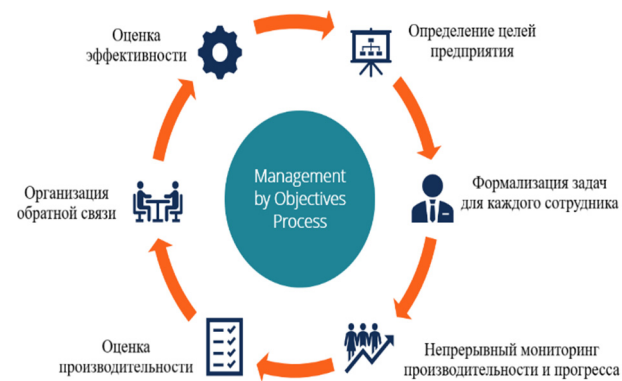 Оценка
эффективности
Определение целей
предприятия
Management
by Objectives
Process
Формализация задач
для каждого сотрудника
Организация
обратной связи
Оценка
производительности
Непрерывный мониторинг
производительности и прогресса